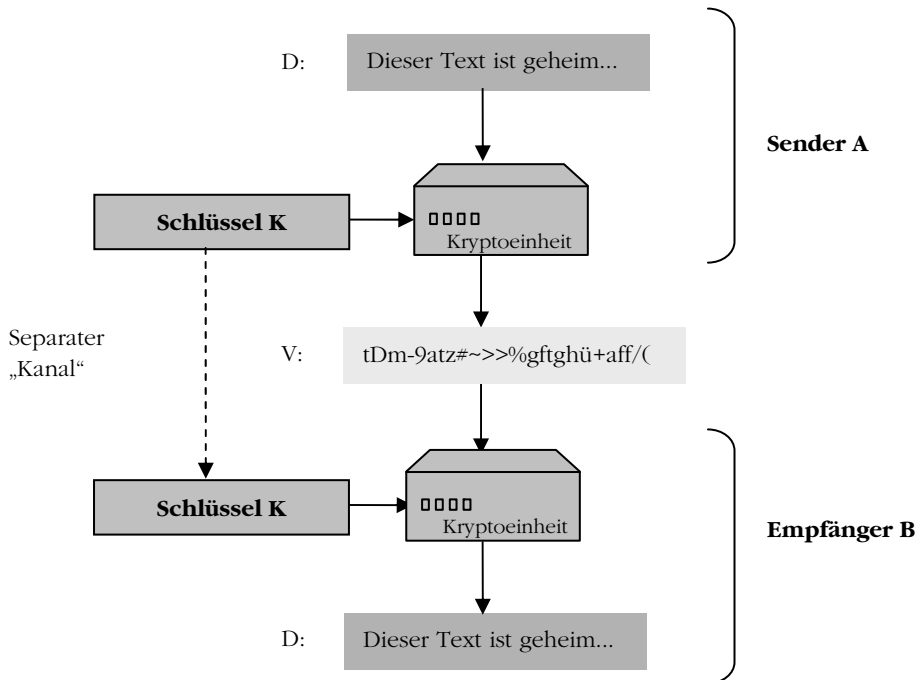 D:
Dieser Text ist geheim...
Sender A
Schlüssel K
Kryptoeinheit
Separater
„Kanal“
V:
tDm-9atz#~>>%gftghü+aff/(
Schlüssel K
Kryptoeinheit
Empfänger B
D:
Dieser Text ist geheim...